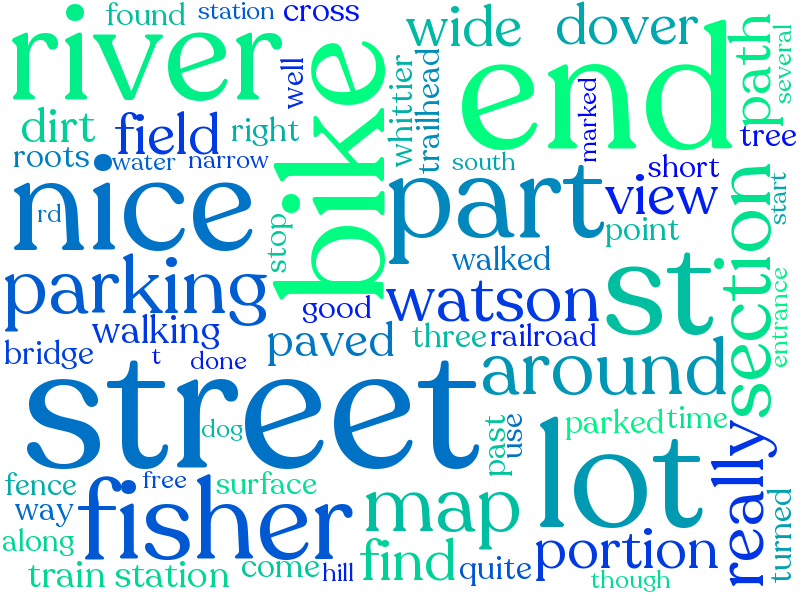 found station cross
river
wide dover
well
bike
whittier
trailhead
end
marked
path
several
dirt field right
tree
roots water narrow
south
short
nice
rd
stop
part
view
point
section
start
parking
walked
st
entrance
good
watson
walking
paved three railroad
bridge t done
around
street
dog
past
use
parked time
lot
really
fence
way
along
fisher
free
surface
map
portion
turned
train station come hill
find quite
though